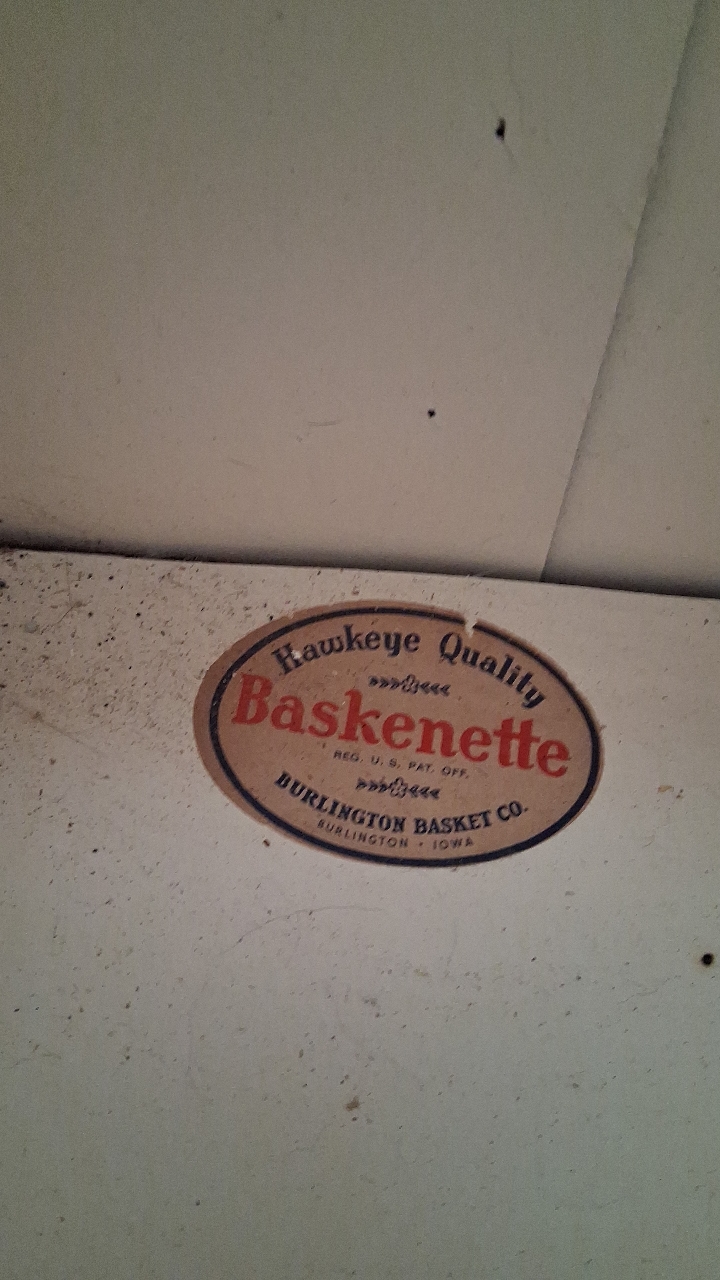 Hawkeye Quality
Baskenette
REG. U. S. PAT. OFF.
BURLINGTON BASKET CO.
BURLINGTON • IOWA